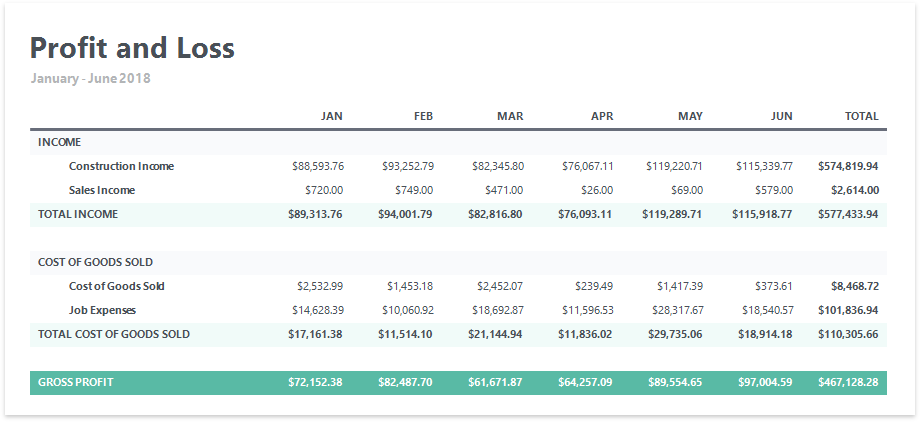 Profit and Loss
January - June 2018
JAN FEB MAR APR MAY JUN TOTAL
INCOME
Construction Income $88,593.76 $93,252.79 $82,345.80 $76,067.11 $119,220.71 $115,339.77 $574,819.94
Sales Income $720.00 $749.00 $471.00 $26.00 $69.00 $579.00 $2,614.00
TOTAL INCOME $89,313.76 $94,001.79 $82,816.80 $76,093.11 $119,289.71 $115,918.77 $577,433.94
COST OF GOODS SOLD
Cost of Goods Sold $2,532.99 $1,453.18 $2,452.07 $239.49 $1,417.39 $373.61 $8,468.72
Job Expenses $14,628.39 $10,060.92 $18,692.87 $11,596.53 $28,317.67 $18,540.57 $101,836.94
TOTAL COST OF GOODS SOLD $17,161.38 $11,514.10 $21,144.94 $11,836.02 $29,735.06 $18,914.18 $110,305.66
GROSS PROFIT $72,152.38 $82,487.70 $61,671.87 $64,257.09 $89,554.65 $97,004.59 $467,128.28